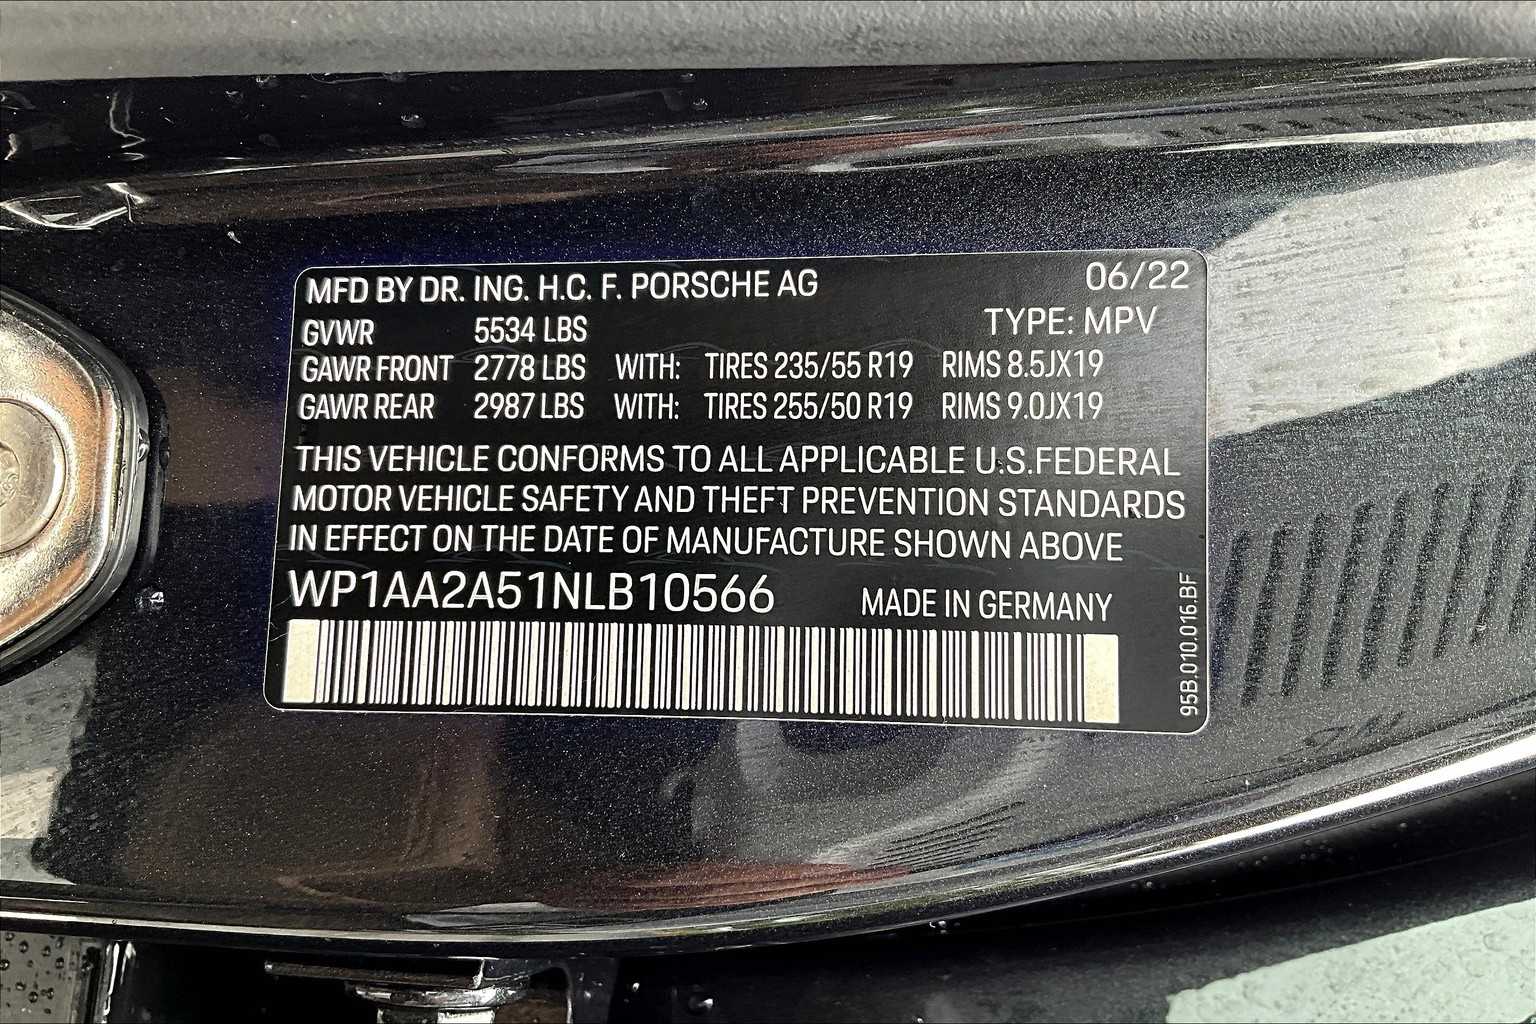 MFD BY DR. ING. H.C. F. PORSCHE AG 06/22
TYPE: MPV
GVWR 5534 LBS
GAWR FRONT 2778 LBS WITH: TIRES 235/55 R19 RIMS 8.5JX19
GAWR REAR 2987 LBS WITH: TIRES 255/50 R19 RIMS 9.0JX19
THIS VEHICLE CONFORMS TO ALL APPLICABLE U.S.FEDERAL
MOTOR VEHICLE SAFETY AND THEFT PREVENTION STANDARDS
IN EFFECT ON THE DATE OF MANUFACTURE SHOWN ABOVE
WP1AA2A51NLB10566 MADE IN GERMANY
95B.010.016.BF